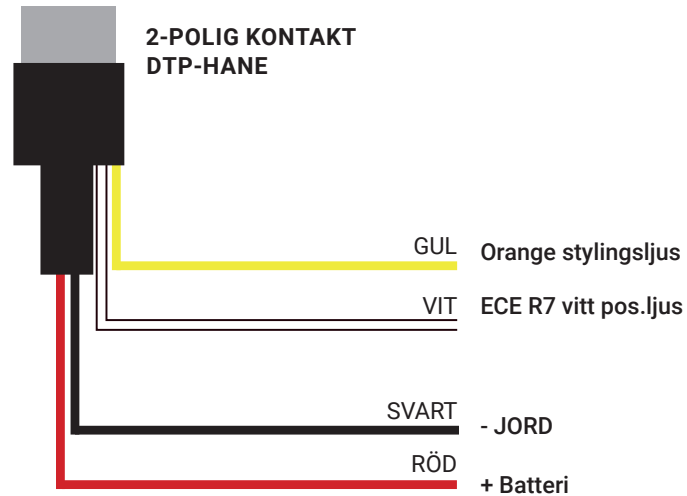 2-POLIG KONTAKT
DTP-HANE
GUL Orange stylingsljus
VIT ECE R7 vitt pos.ljus
SVART - JORD
RÖD + Batteri